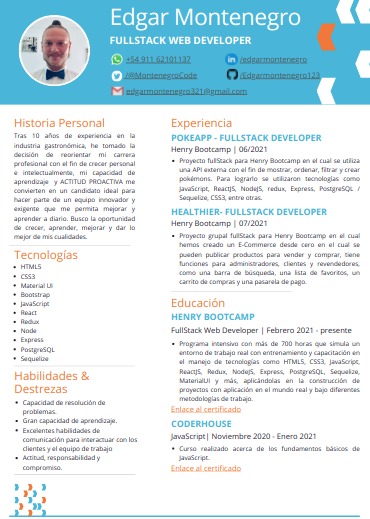 Edgar Montenegro
FULLSTACK WEB DEVELOPER
+54 911 62101137
/edgarmontenegro
/@MontenegroCode
/Edgarmontenegro123
edgarmontenegro321@gmail.com
Historia Personal
Tras 10 años de experiencia en la
industria gastronómica, he tomado la
decisión de reorientar mi carrera
profesional con el fin de crecer personal
e intelectualmente, mi capacidad de
aprendizaje y ACTITUD PROACTIVA me
convierten en un candidato ideal para
hacer parte de un equipo innovador y
exigente que me permita mejorar y
aprender a diario. Busco la oportunidad
de crecer, aprender, mejorar y dar lo
mejor de mis cualidades.
Tecnologías
HTML5
CSS3
Material UI
Bootstrap
JavaScript
React
Redux
Node
Express
PostgreSQL
Sequelize
Habilidades &
Destrezas
Capacidad de resolución de
problemas.
Gran capacidad de aprendizaje.
Excelentes habilidades de
comunicación para interactuar con los
clientes y el equipo de trabajo
Actitud, responsabilidad y
compromiso.
Experiencia
POKEAPP - FULLSTACK DEVELOPER
Henry Bootcamp | 06/2021
Proyecto fullStack para Henry Bootcamp en el cual se utiliza
una API externa con el fin de mostrar, ordenar, filtrar y crear
pokémons. Para lograrlo se utilizaron tecnologías como
JavaScript, ReactJS, NodeJS, redux, Express, PostgreSQL /
Sequelize, CSS3, entre otras.
HEALTHIER- FULLSTACK DEVELOPER
Henry Bootcamp | 07/2021
Proyecto grupal fullStack para Henry Bootcamp en el cual
hemos creado un E-Commerce desde cero en el cual se
pueden publicar productos para vender y comprar, tiene
funciones para administradores, clientes y revendedores,
como una barra de búsqueda, una lista de favoritos, un
carrito de compras y una pasarela de pago.
Educación
HENRY BOOTCAMP
FullStack Web Developer | Febrero 2021 - presente
Programa intensivo com más de 700 horas que simula un
entorno de trabajo real con entrenamiento y capacitación en
el manejo de tecnologías como HTML5, CSS3, JavaScript,
ReactJS, Redux, NodeJS, Express, PostgreSQL, Sequelize,
MaterialUI y más, aplicándolas en la construcción de
proyectos con aplicación en el mundo real y bajo diferentes
metodologías de trabajo.
Enlace al certificado
CODERHOUSE
JavaScript| Noviembre 2020 - Enero 2021
Curso realizado acerca de los fundamentos básicos de
JavaScript.
Enlace al certificado